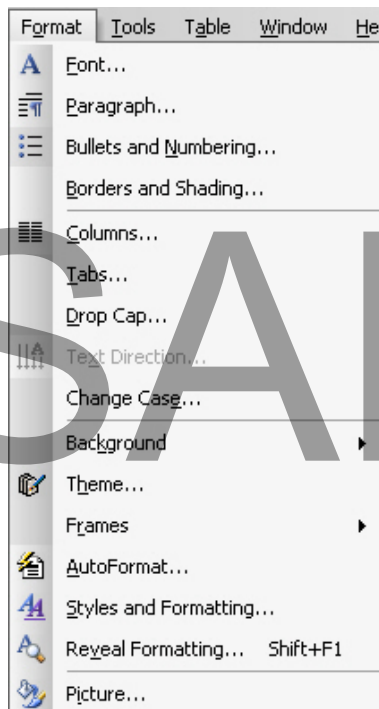 Format Tools Table Window He
Font...
Paragraph...
Bullets and Numbering...
Borders and Shading...
Columns...
Tabs...
Drop Cap...
Text Direction...
Change Case...
Background
Theme...
Frames
AutoFormat...
Styles and Formatting...
Reveal Formatting... Shift+F1
Picture...